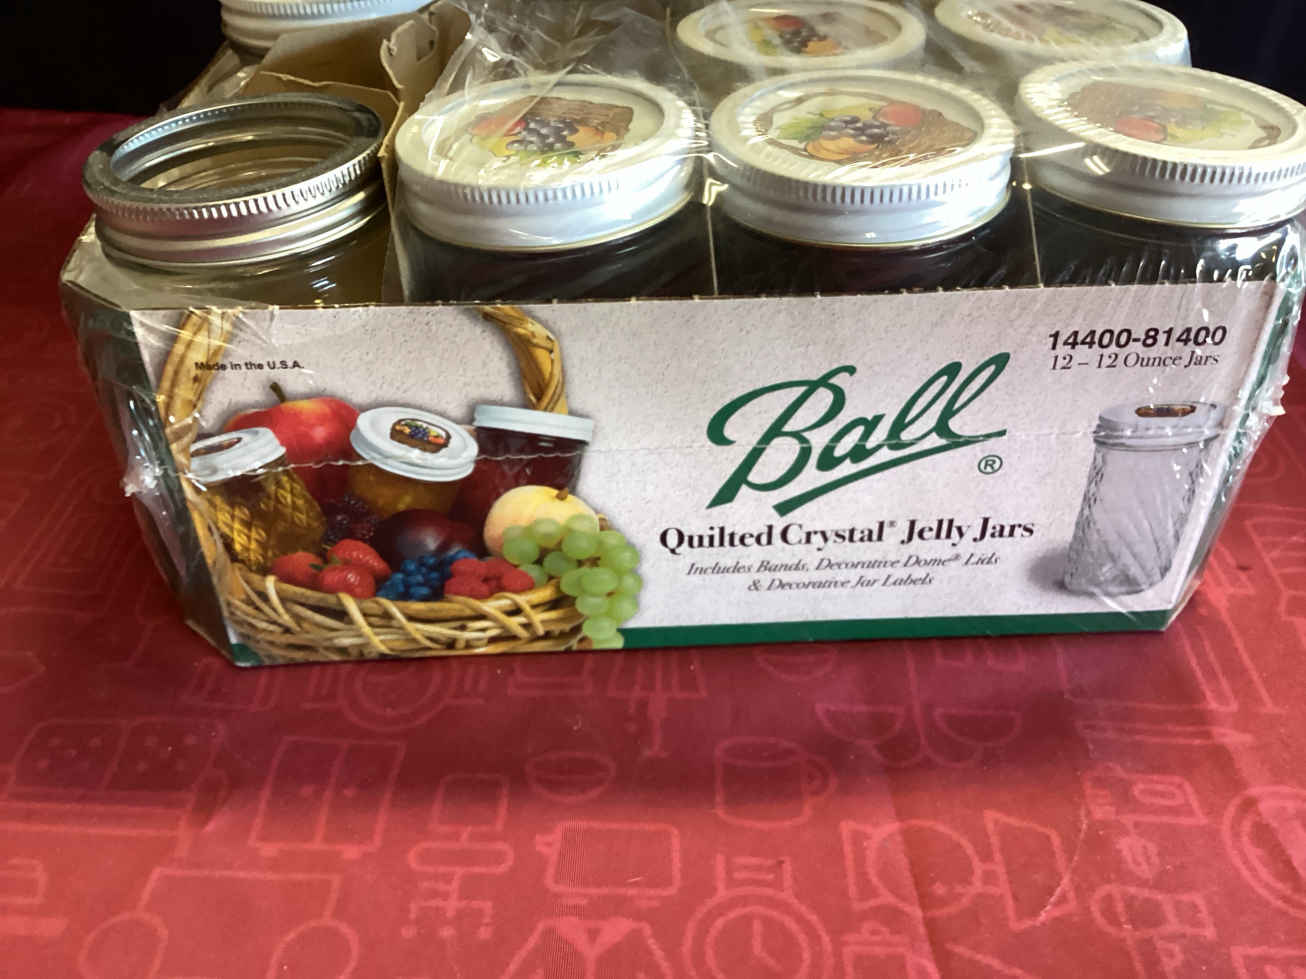 Made in the U.S.A.
14400-81400
12 – 12 Ounce Jars
Ball®
Quilted Crystal® Jelly Jars
Includes Bands, Decorative Dome® Lids
& Decorative Jar Labels